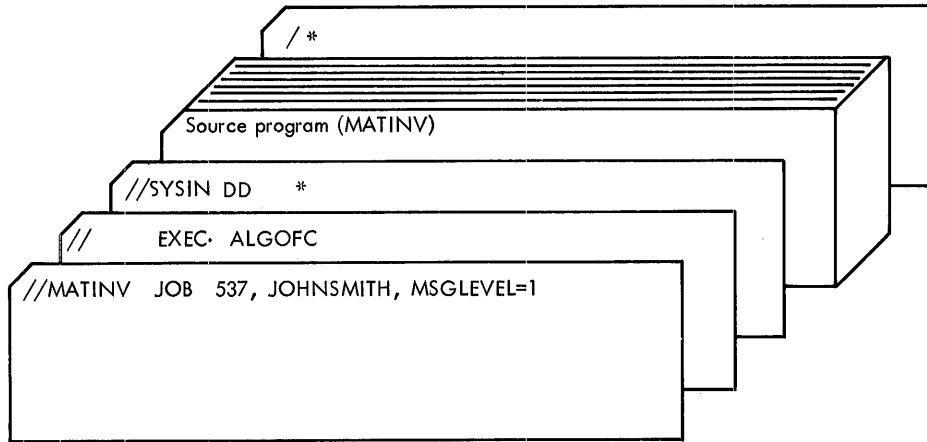 / *
Source program (MATINV)
//SYSIN DD *
// EXEC· ALGOFC
//MATINV JOB 537, JOHNSMITH, MSGLEVEL=1